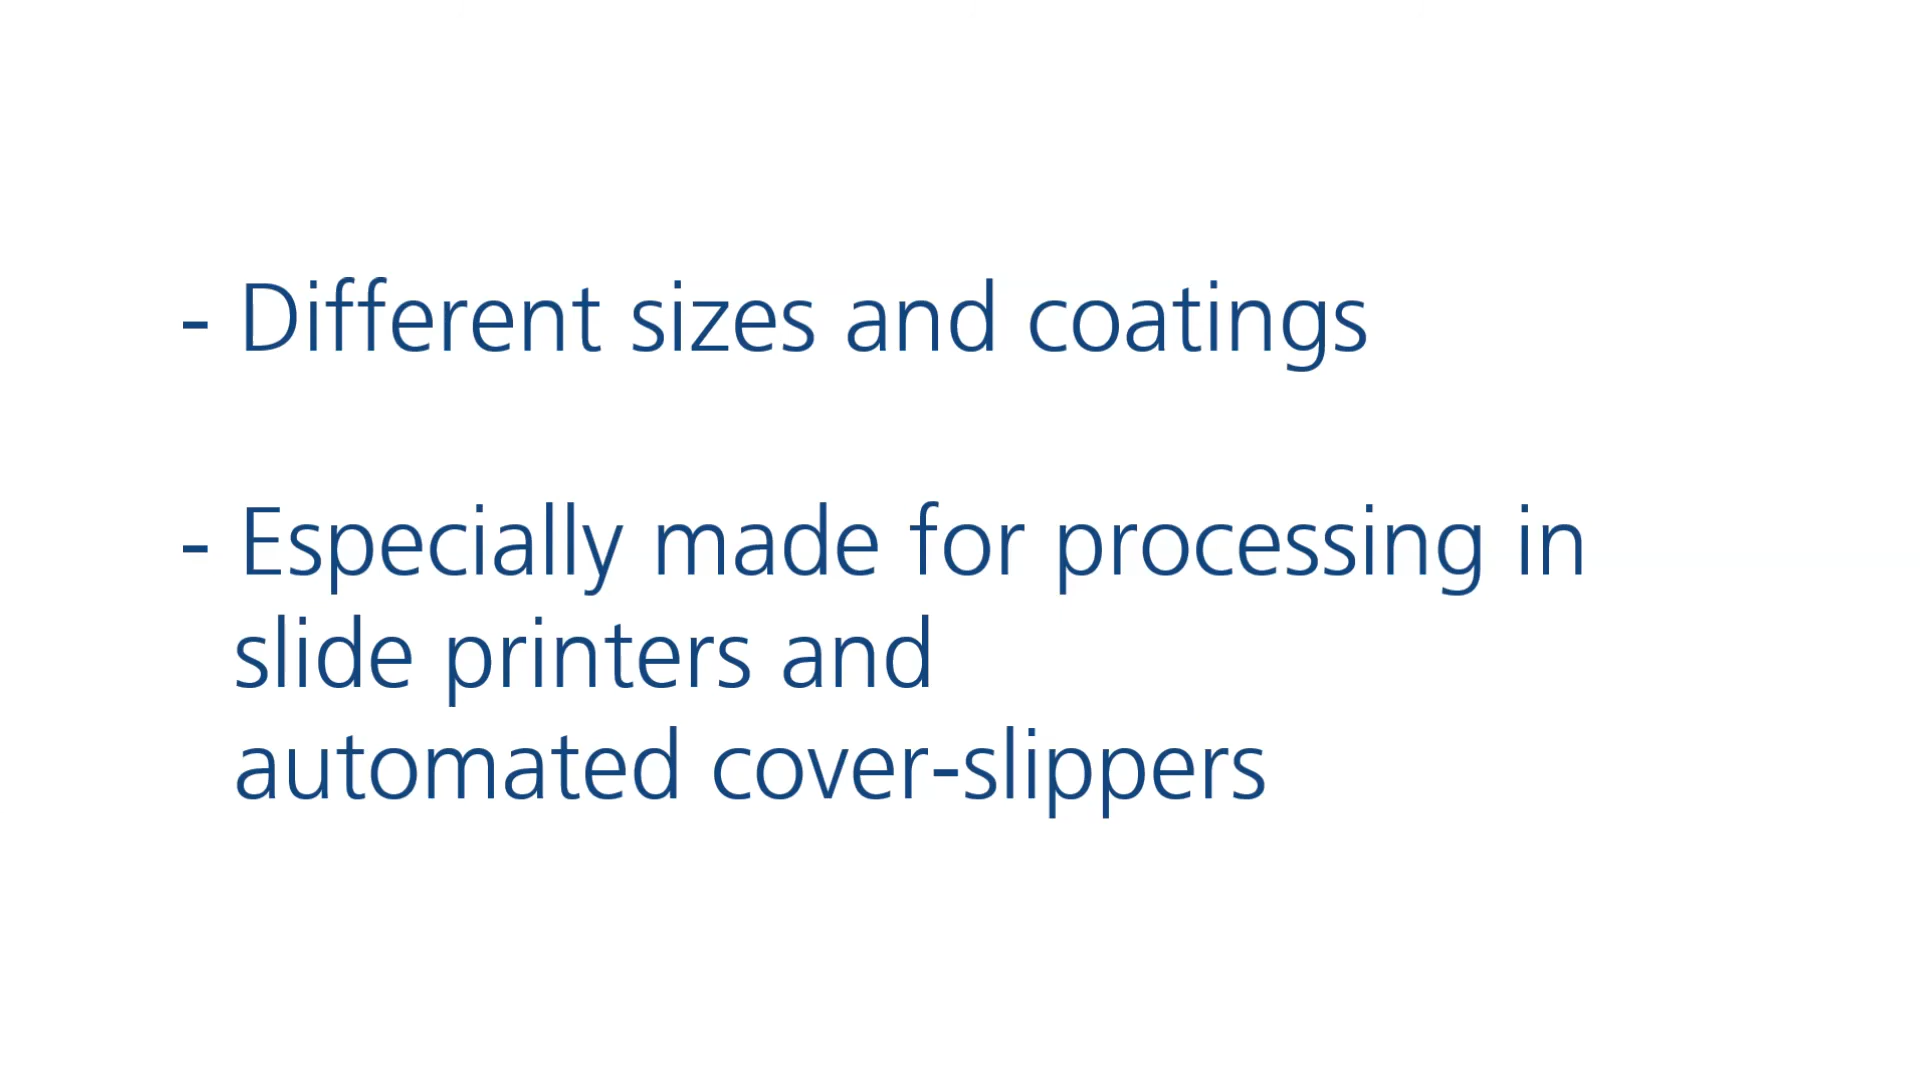 - Different sizes and coatings
- Especially made for processing in
slide printers and
automated cover-slippers